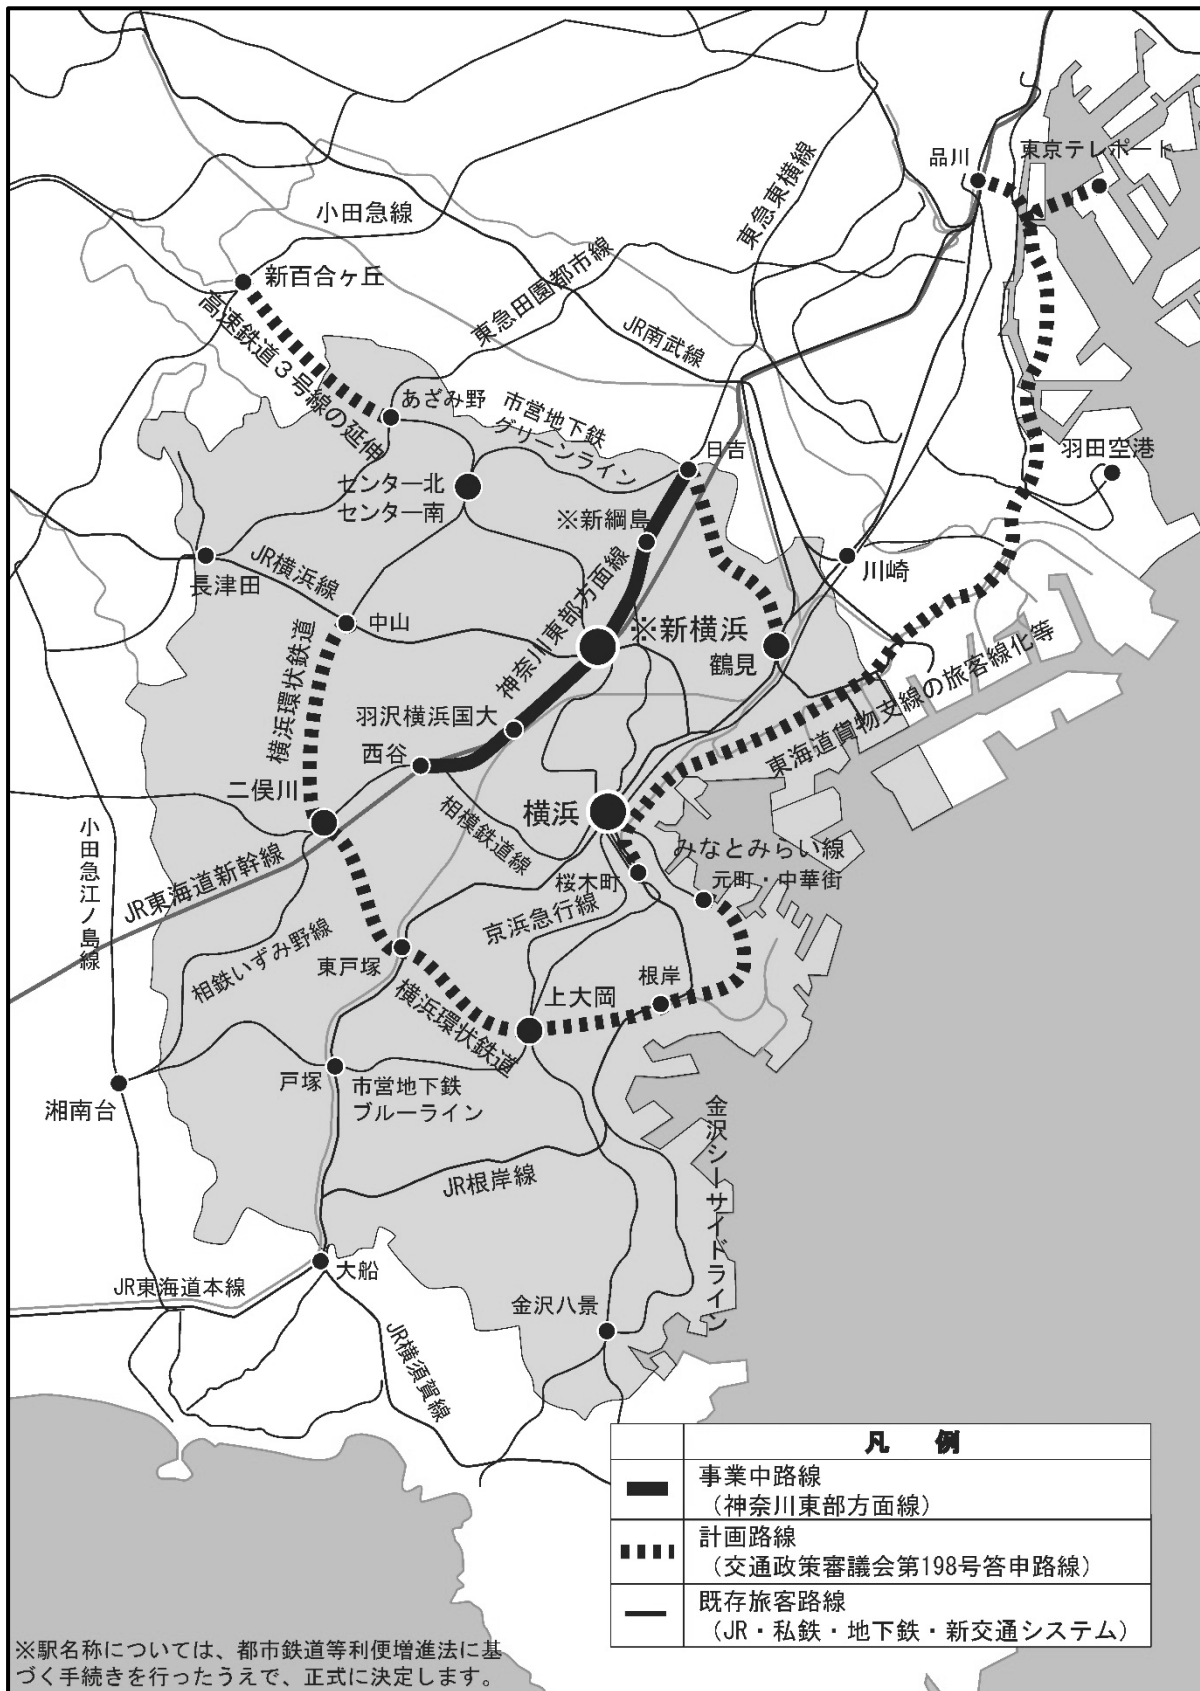 品川
東京テレポート
東急東横線
小田急線
新百合ヶ丘
東急田園都市線
JR南武線
高速鉄道３号線の延伸
あざみ野
市営地下鉄
グリーンライン
日吉
羽田空港
センター北
センター南
※新綱島
川崎
長津田
JR横浜線
中山
神奈川東部方面線
※新横浜
鶴見
横浜環状鉄道
羽沢横浜国大
西谷
東海道貨物支線の旅客線化等
二俣川
横浜
相模鉄道線
小田急江ノ島線
みなとみらい線
元町・中華街
桜木町
JR東海道新幹線
京浜急行線
相鉄いずみ野線
東戸塚
横浜環状鉄道
上大岡
根岸
戸塚
市営地下鉄
ブルーライン
湘南台
金沢シーサイドライン
JR根岸線
大船
JR東海道本線
金沢八景
JR横須賀線
凡　例
事業中路線
（神奈川東部方面線）
計画路線
（交通政策審議会第198号答申路線）
既存旅客路線
（JR・私鉄・地下鉄・新交通システム）
※駅名称については、都市鉄道等利便増進法に基
づく手続きを行ったうえで、正式に決定します。